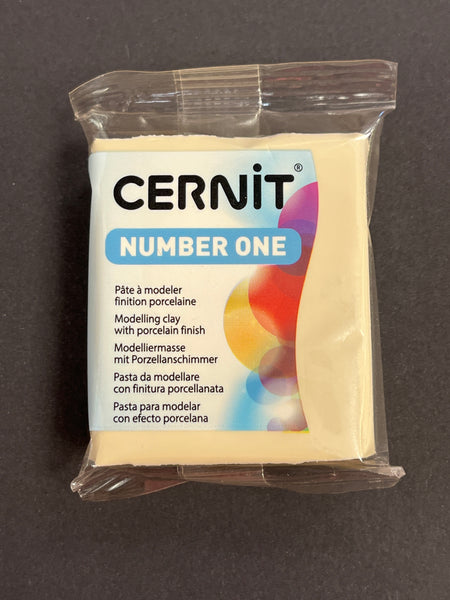 CERNiT®
NUMBER ONE
Pâte à modeler
finition porcelaine
Modelling clay
with porcelain finish
Modelliermasse
mit Porzellanschimmer
Pasta da modellare
con finitura porcellanata
Pasta para modelar
con efecto porcelana